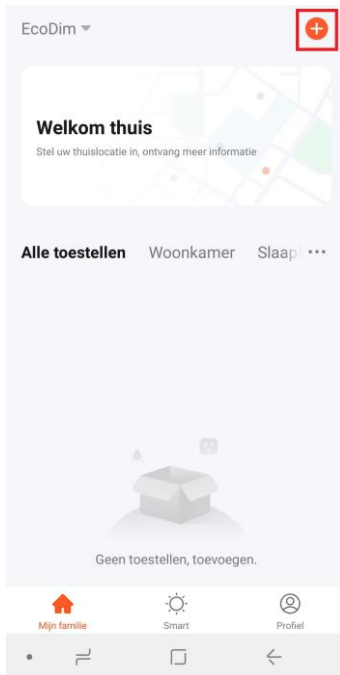 EcoDim
Welkom thuis
Stel uw thuislocatie in, ontvang meer informatie
Alle toestellen Woonkamer Slaap
Geen toestellen, toevoegen.
Mijn familie Smart Profiel